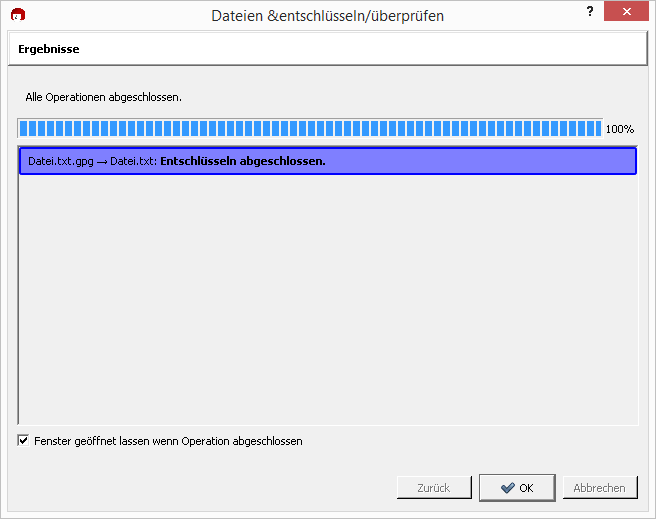 Dateien &entschlüsseln/überprüfen
?
Ergebnisse
Alle Operationen abgeschlossen.
100%
Datei.txt.gpg → Datei.txt: Entschlüsseln abgeschlossen.
Fenster geöffnet lassen wenn Operation abgeschlossen
Zurück
OK
Abbrechen